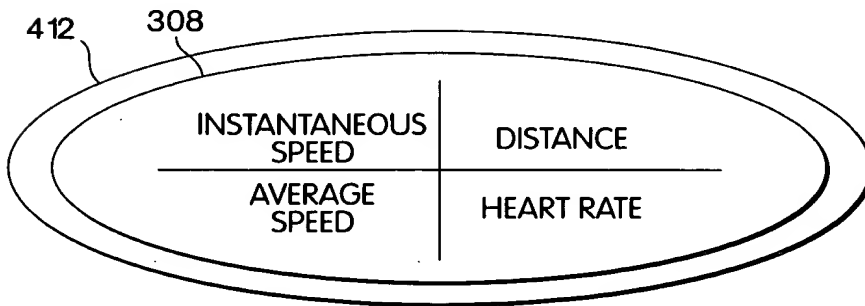 412
308
INSTANTANEOUS
SPEED
DISTANCE
AVERAGE
SPEED
HEART RATE